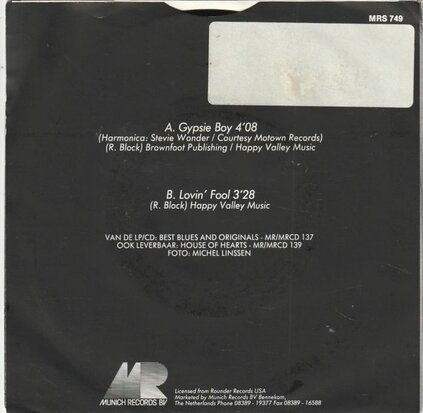 MRS 749
A. Gypsie Boy 4'08
(Harmonica: Stevie Wonder / Courtesy Motown Records)
(R. Block) Brownfoot Publishing / Happy Valley Music
B. Lovin' Fool 3'28
(R. Block) Happy Valley Music
VAN DE LP/CD: BEST BLUES AND ORIGINALS - MR/MRCD 137
OOK LEVERBAAR: HOUSE OF HEARTS - MR/MRCD 139
FOTO: MICHEL LINSSEN
MR
MUNICH RECORDS BV
Licensed from Rounder Records USA
Marketed by Munich Records BV Bennekom,
The Netherlands Phone 08389 - 19377 Fax 08389 - 16588